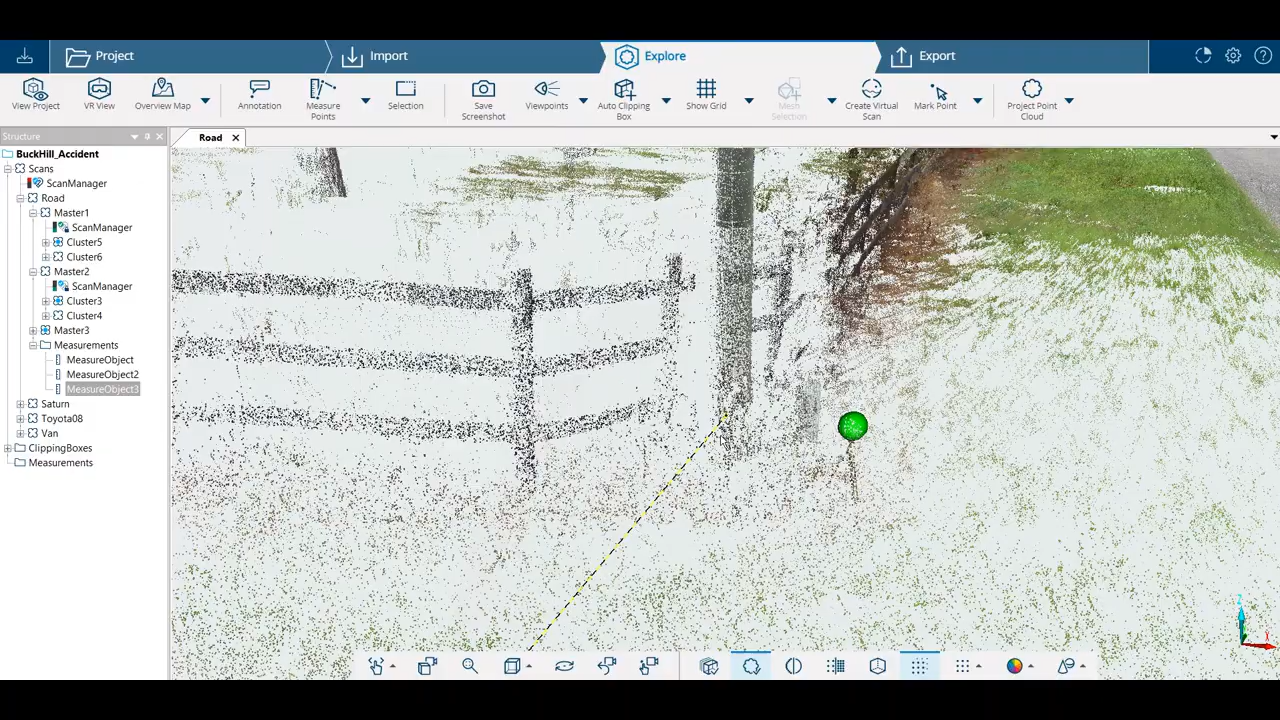 Project
Import
Explore
Export
View Project
VR View
Overview Map
Annotation
Measure Points
Selection
Save Screenshot
Viewpoints
Auto Clipping Box
Show Grid
Mesh Selection
Create Virtual Scan
Mark Point
Project Point Cloud
Structure
Road
BuckHill_Accident
Scans
ScanManager
Road
Master1
ScanManager
Cluster5
Cluster6
Master2
ScanManager
Cluster3
Cluster4
Master3
Measurements
MeasureObject
MeasureObject2
MeasureObject3
Saturn
Toyota08
Van
ClippingBoxes
Measurements
Z
X